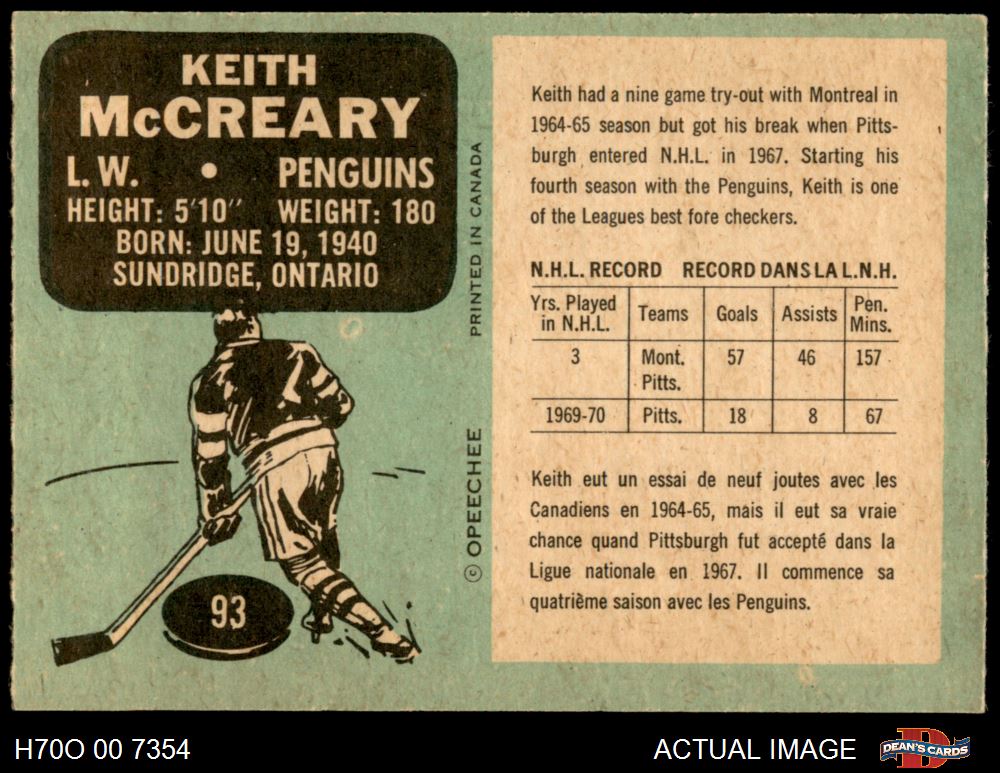 KEITH
McCREARY
L. W. • PENGUINS
HEIGHT: 5'10" WEIGHT: 180
BORN: JUNE 19, 1940
SUNDRIDGE, ONTARIO
93
© OPEECHEE PRINTED IN CANADA
Keith had a nine game try-out with Montreal in
1964-65 season but got his break when Pitts-
burgh entered N.H.L. in 1967. Starting his
fourth season with the Penguins, Keith is one
of the Leagues best fore checkers.
N.H.L. RECORD RECORD DANS LA L.N.H.
Yrs. Played Teams Goals Assists Pen.
in N.H.L. Mins.
3 Mont. 57 46 157
Pitts.
1969-70 Pitts. 18 8 67
Keith eut un essai de neuf joutes avec les
Canadiens en 1964-65, mais il eut sa vraie
chance quand Pittsburgh fut accepté dans la
Ligue nationale en 1967. Il commence sa
quatrième saison avec les Penguins.
H70O 00 7354
ACTUAL IMAGE
DEAN'S CARDS